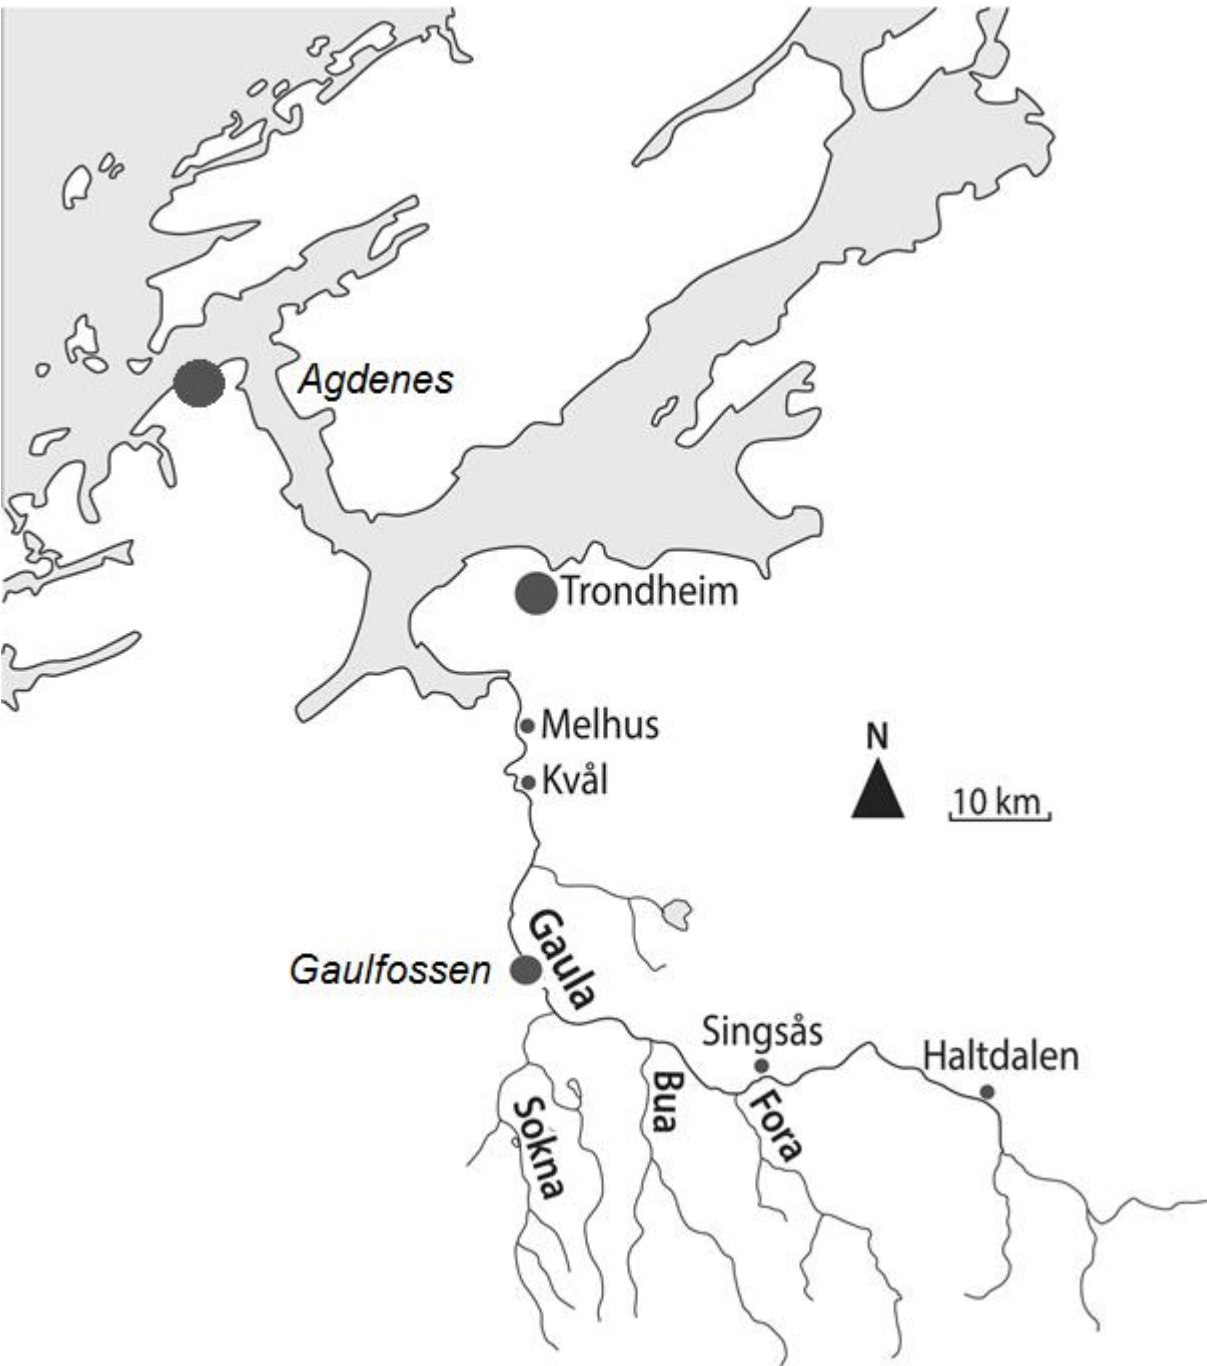 Agdenes
Trondheim
Melhus
N
Kvål
10 km
Gaula
Gaulfossen
Singsås
Haltdalen
Bua
Fora
Sokna